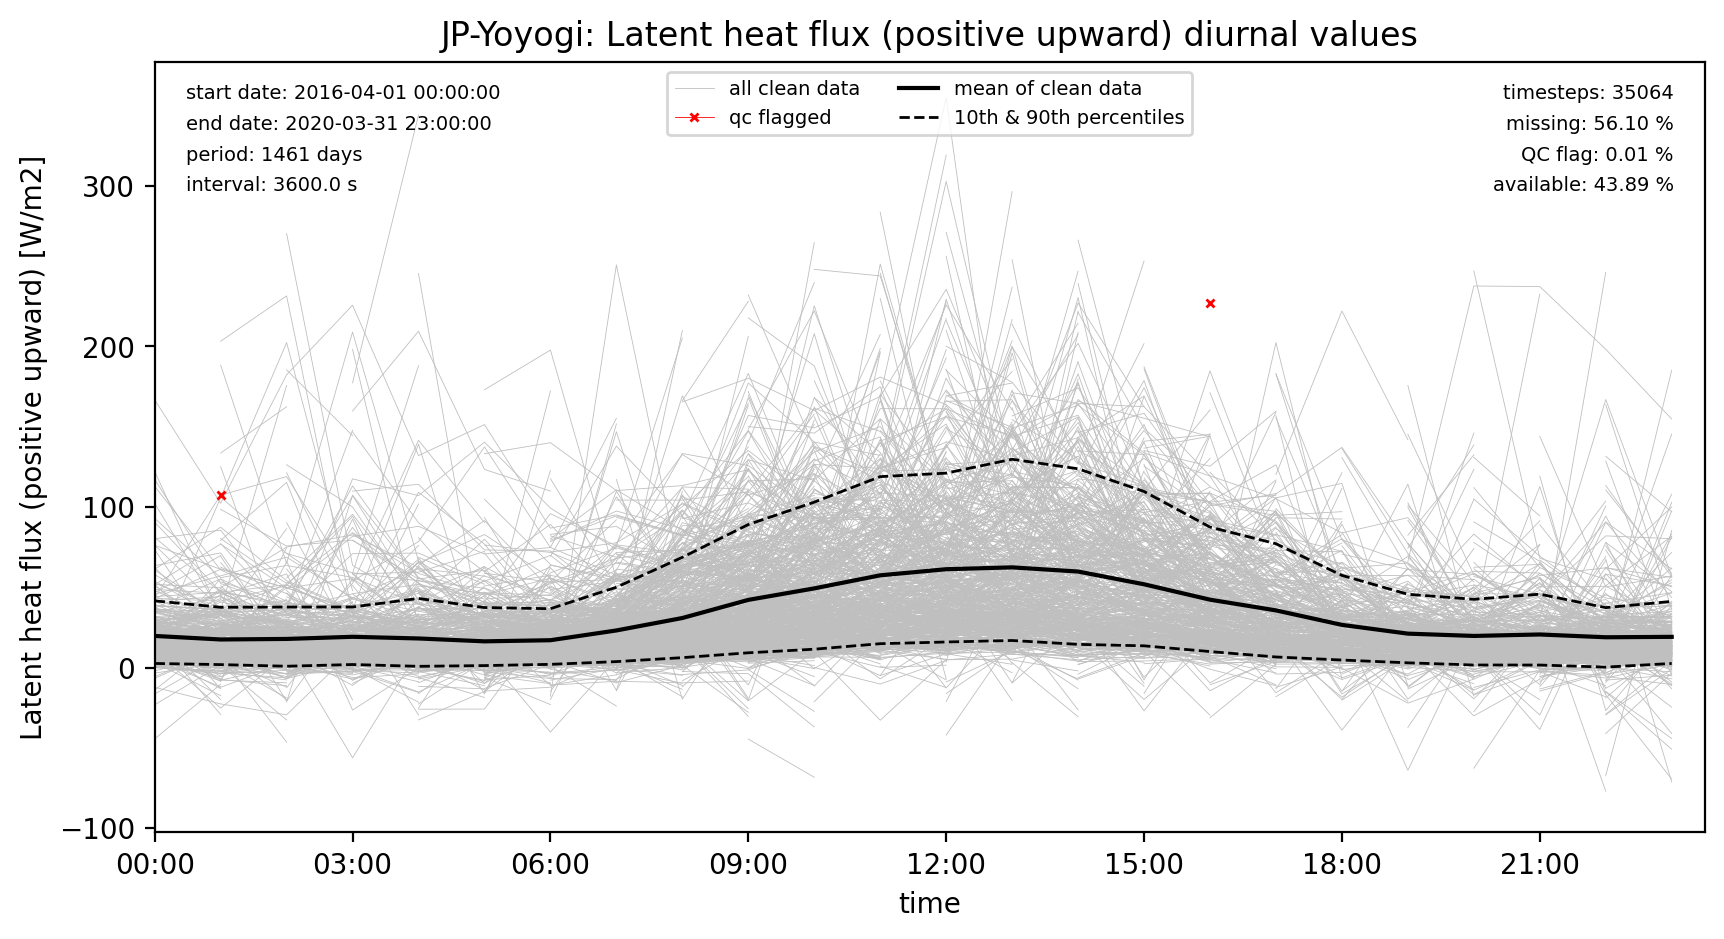 JP-Yoyogi: Latent heat flux (positive upward) diurnal values
start date: 2016-04-01 00:00:00
end date: 2020-03-31 23:00:00
period: 1461 days
interval: 3600.0 s
all clean data
qc flagged
mean of clean data
10th & 90th percentiles
timesteps: 35064
missing: 56.10 %
QC flag: 0.01 %
available: 43.89 %
Latent heat flux (positive upward) [W/m2]
300
200
100
0
−100
00:00 03:00 06:00 09:00 12:00 15:00 18:00 21:00
time